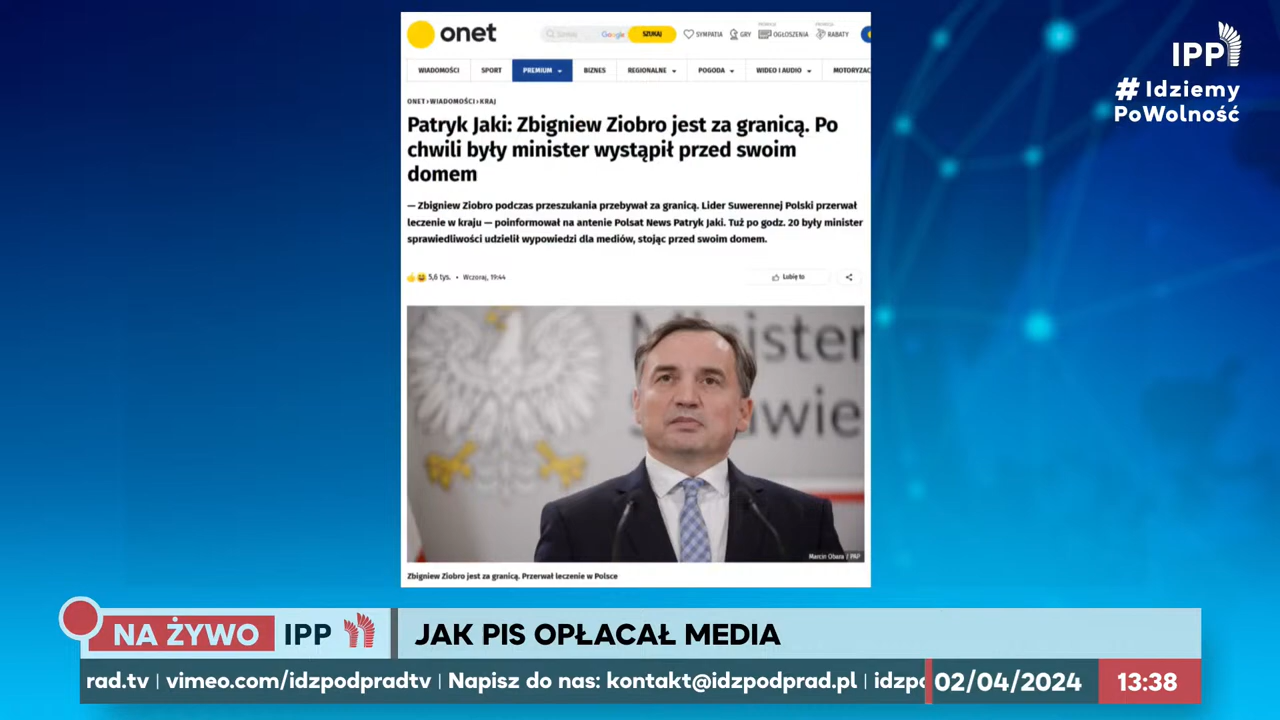 onet
Szukaj
Google
SZUKAJ
SYMPATIA
GRY
OGŁOSZENIA
RABATY
WIADOMOŚCI
SPORT
PREMIUM
BIZNES
REGIONALNE
POGODA
WIDEO I AUDIO
MOTORYZAC
ONET › WIADOMOŚCI › KRAJ
Patryk Jaki: Zbigniew Ziobro jest za granicą. Po
chwili były minister wystąpił przed swoim
domem
— Zbigniew Ziobro podczas przeszukania przebywał za granicą. Lider Suwerennej Polski przerwał
leczenie w kraju — poinformował na antenie Polsat News Patryk Jaki. Tuż po godz. 20 były minister
sprawiedliwości udzielił wypowiedzi dla mediów, stojąc przed swoim domem.
5,6 tys. • Wczoraj, 19:44
Lubię to
Minister
Sprawie
Marcin Obara / PAP
Zbigniew Ziobro jest za granicą. Przerwał leczenie w Polsce
IPP
#Idziemy
PoWolność
NA ŻYWO IPP
JAK PIS OPŁACAŁ MEDIA
rad.tv | vimeo.com/idzpodpradtv | Napisz do nas: kontakt@idzpodprad.pl | idzpo
02/04/2024
13:38